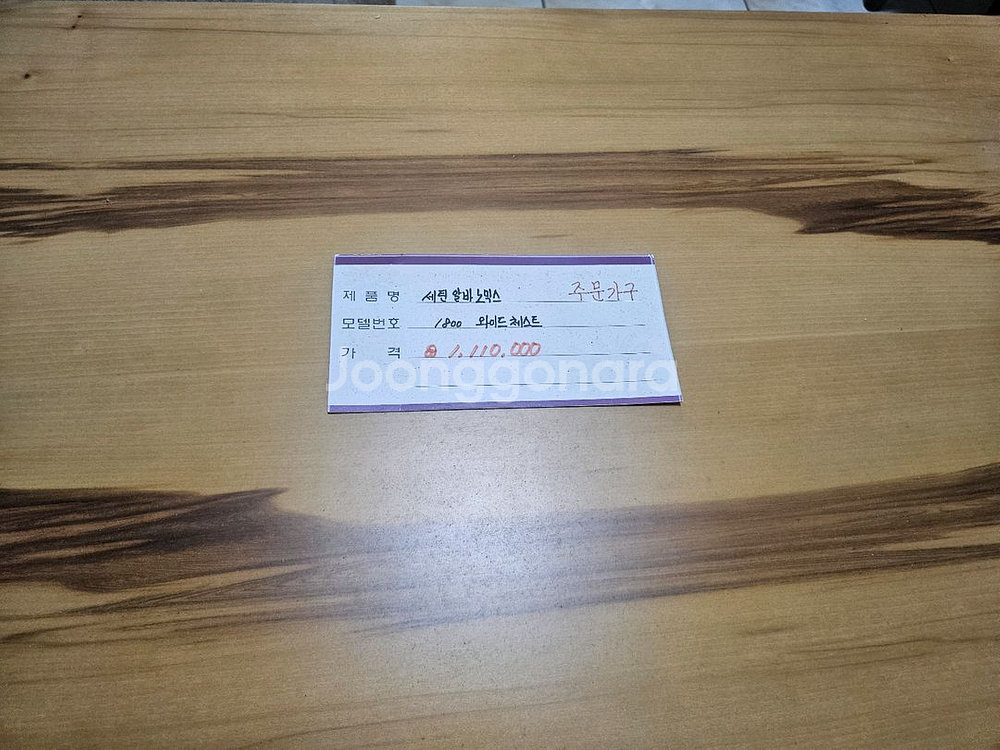 제 품 명 세련 알바노믹스 주문가구
모델번호 1800 와이드 체스트
가 격 1,110,000
Joonggonara